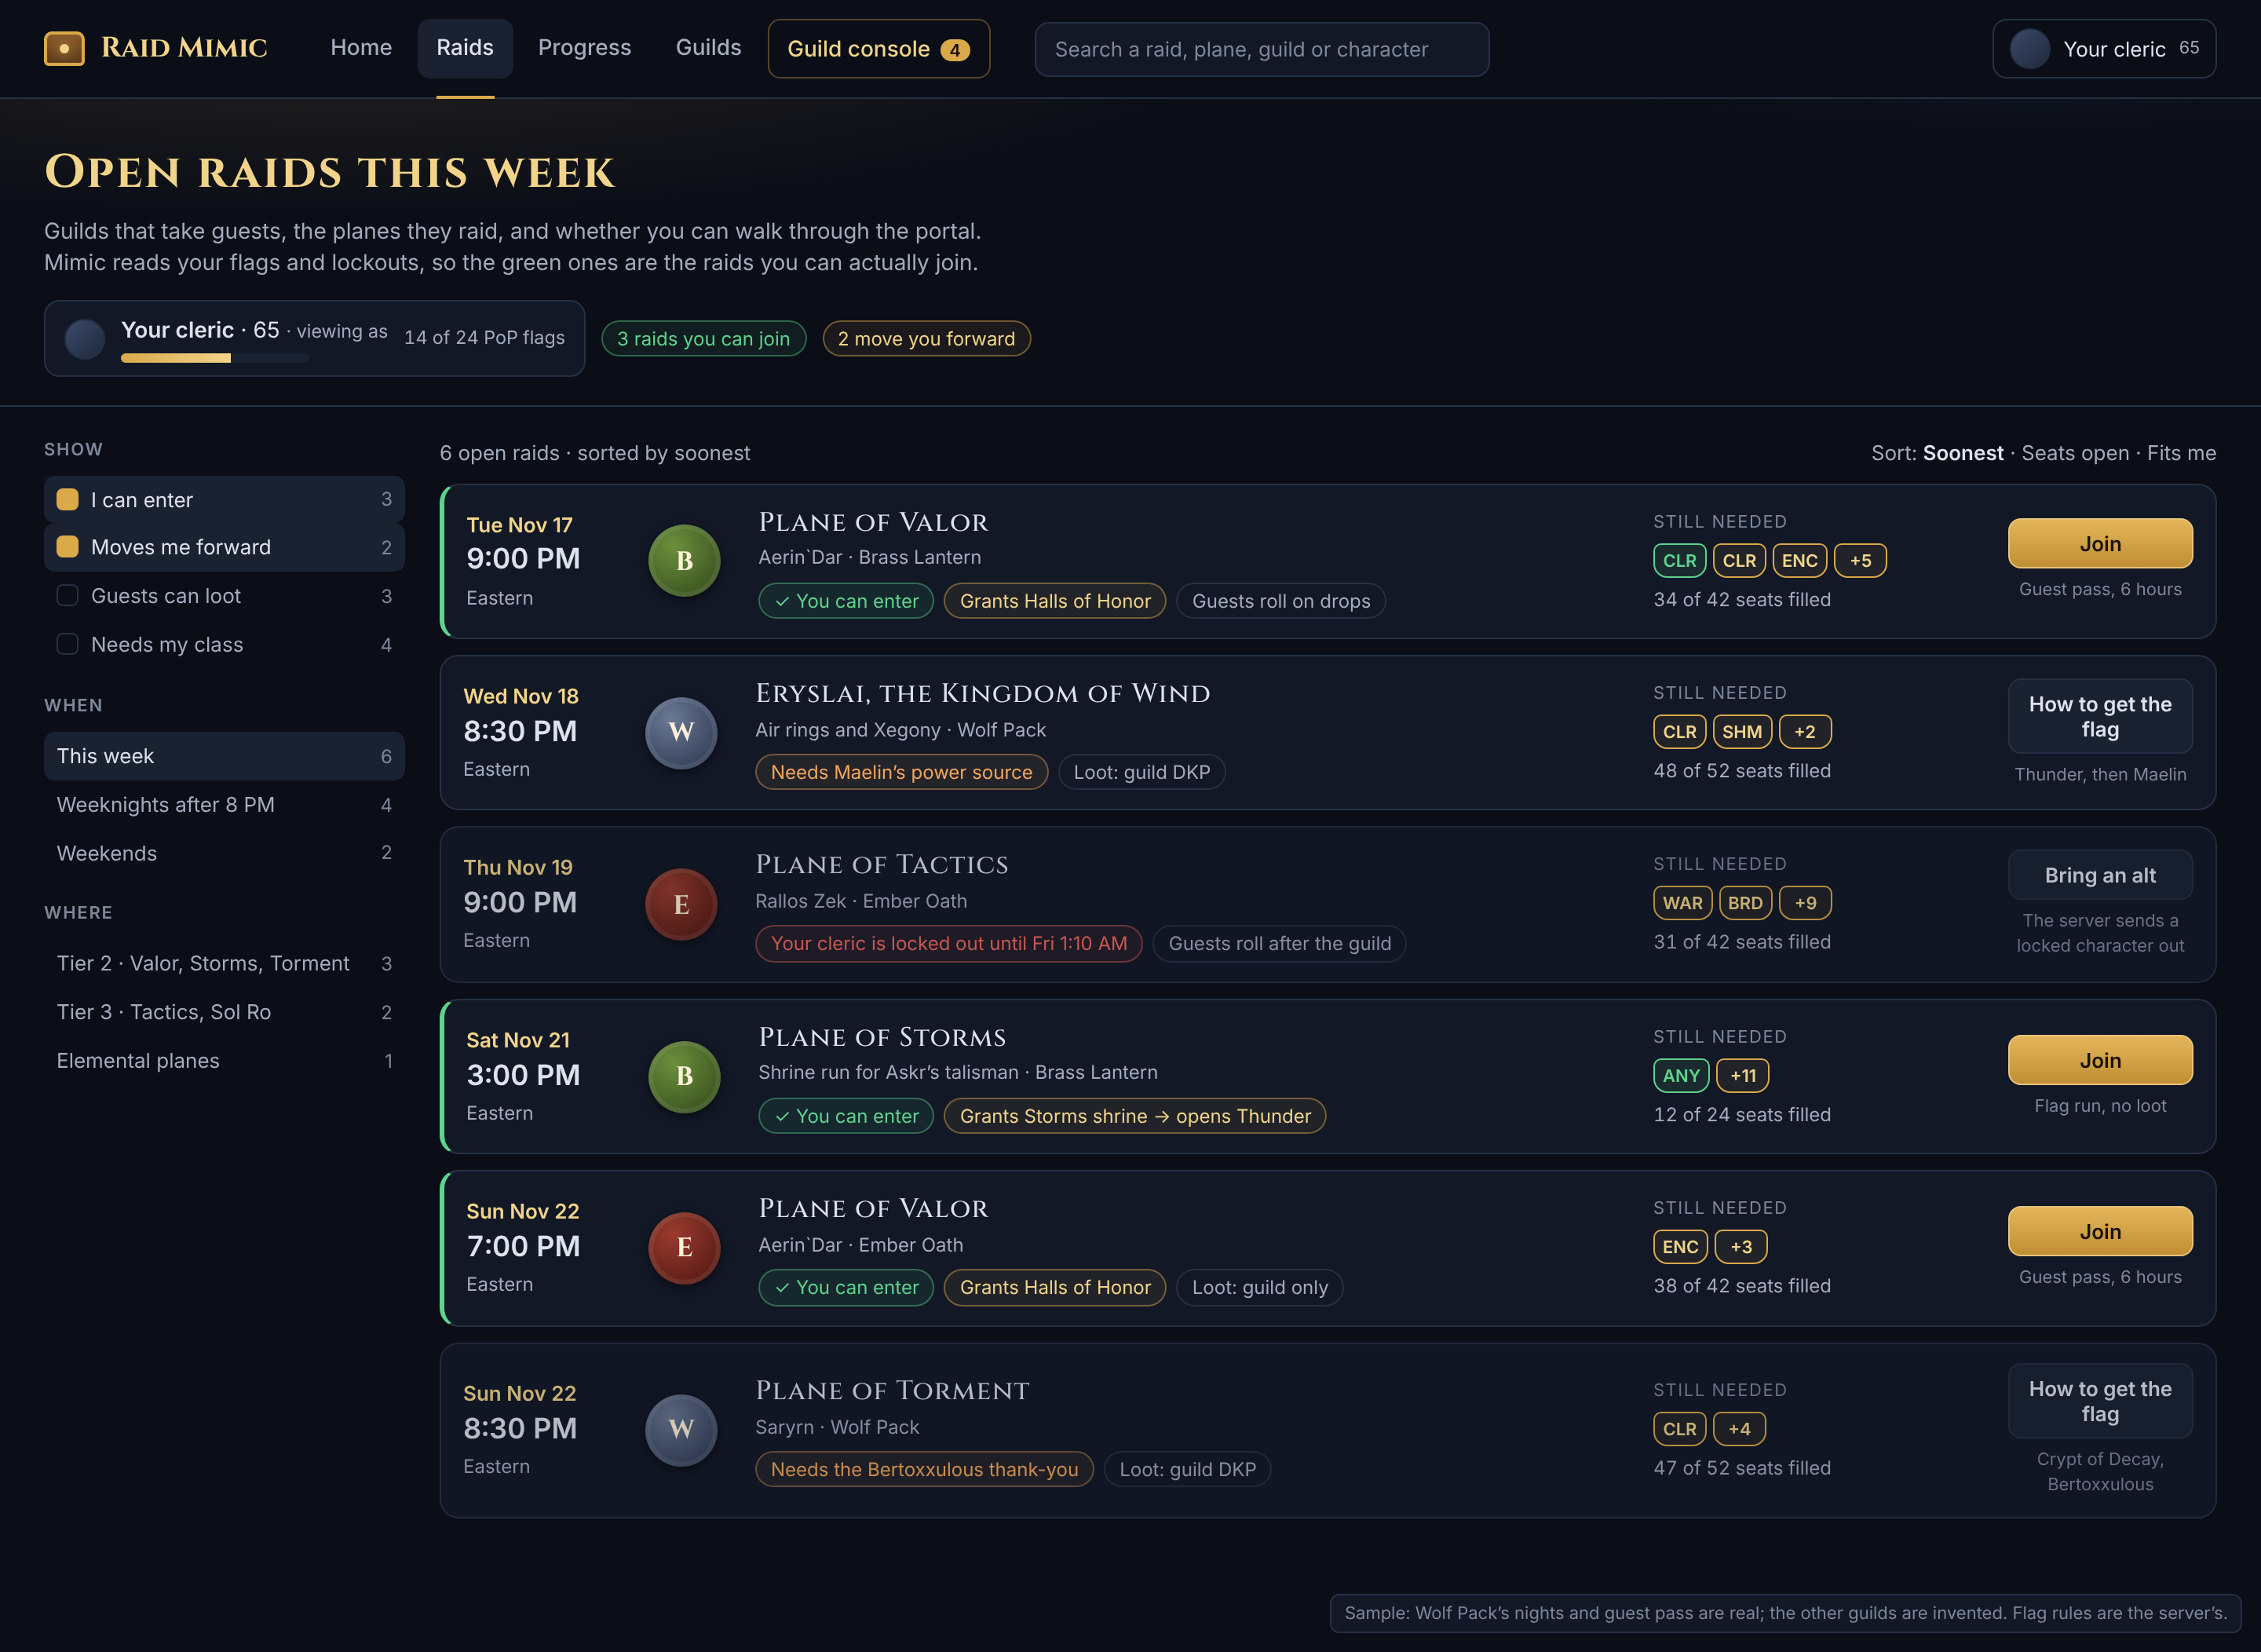 RAID MIMIC
Home
Raids
Progress
Guilds
Guild console 4
Search a raid, plane, guild or character
Your cleric 65
OPEN RAIDS THIS WEEK
Guilds that take guests, the planes they raid, and whether you can walk through the portal.
Mimic reads your flags and lockouts, so the green ones are the raids you can actually join.
Your cleric · 65 · viewing as
14 of 24 PoP flags
3 raids you can join
2 move you forward
SHOW
I can enter 3
Moves me forward 2
Guests can loot 3
Needs my class 4
WHEN
This week 6
Weeknights after 8 PM 4
Weekends 2
WHERE
Tier 2 · Valor, Storms, Torment 3
Tier 3 · Tactics, Sol Ro 2
Elemental planes 1
6 open raids · sorted by soonest
Sort: Soonest · Seats open · Fits me
Tue Nov 17
9:00 PM
Eastern
B
PLANE OF VALOR
Aerin`Dar · Brass Lantern
✓ You can enter
Grants Halls of Honor
Guests roll on drops
STILL NEEDED
CLR CLR ENC +5
34 of 42 seats filled
Join
Guest pass, 6 hours
Wed Nov 18
8:30 PM
Eastern
W
ERYSLAI, THE KINGDOM OF WIND
Air rings and Xegony · Wolf Pack
Needs Maelin’s power source
Loot: guild DKP
STILL NEEDED
CLR SHM +2
48 of 52 seats filled
How to get the
flag
Thunder, then Maelin
Thu Nov 19
9:00 PM
Eastern
E
PLANE OF TACTICS
Rallos Zek · Ember Oath
Your cleric is locked out until Fri 1:10 AM
Guests roll after the guild
STILL NEEDED
WAR BRD +9
31 of 42 seats filled
Bring an alt
The server sends a
locked character out
Sat Nov 21
3:00 PM
Eastern
B
PLANE OF STORMS
Shrine run for Askr’s talisman · Brass Lantern
✓ You can enter
Grants Storms shrine → opens Thunder
STILL NEEDED
ANY +11
12 of 24 seats filled
Join
Flag run, no loot
Sun Nov 22
7:00 PM
Eastern
E
PLANE OF VALOR
Aerin`Dar · Ember Oath
✓ You can enter
Grants Halls of Honor
Loot: guild only
STILL NEEDED
ENC +3
38 of 42 seats filled
Join
Guest pass, 6 hours
Sun Nov 22
8:30 PM
Eastern
W
PLANE OF TORMENT
Saryrn · Wolf Pack
Needs the Bertoxxulous thank-you
Loot: guild DKP
STILL NEEDED
CLR +4
47 of 52 seats filled
How to get the
flag
Crypt of Decay,
Bertoxxulous
Sample: Wolf Pack’s nights and guest pass are real; the other guilds are invented. Flag rules are the server’s.